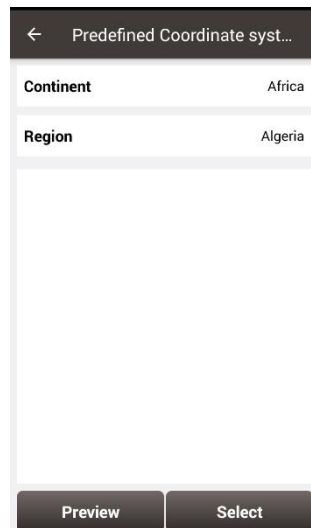 ← Predefined Coordinate syst...
Continent Africa
Region Algeria
Preview Select